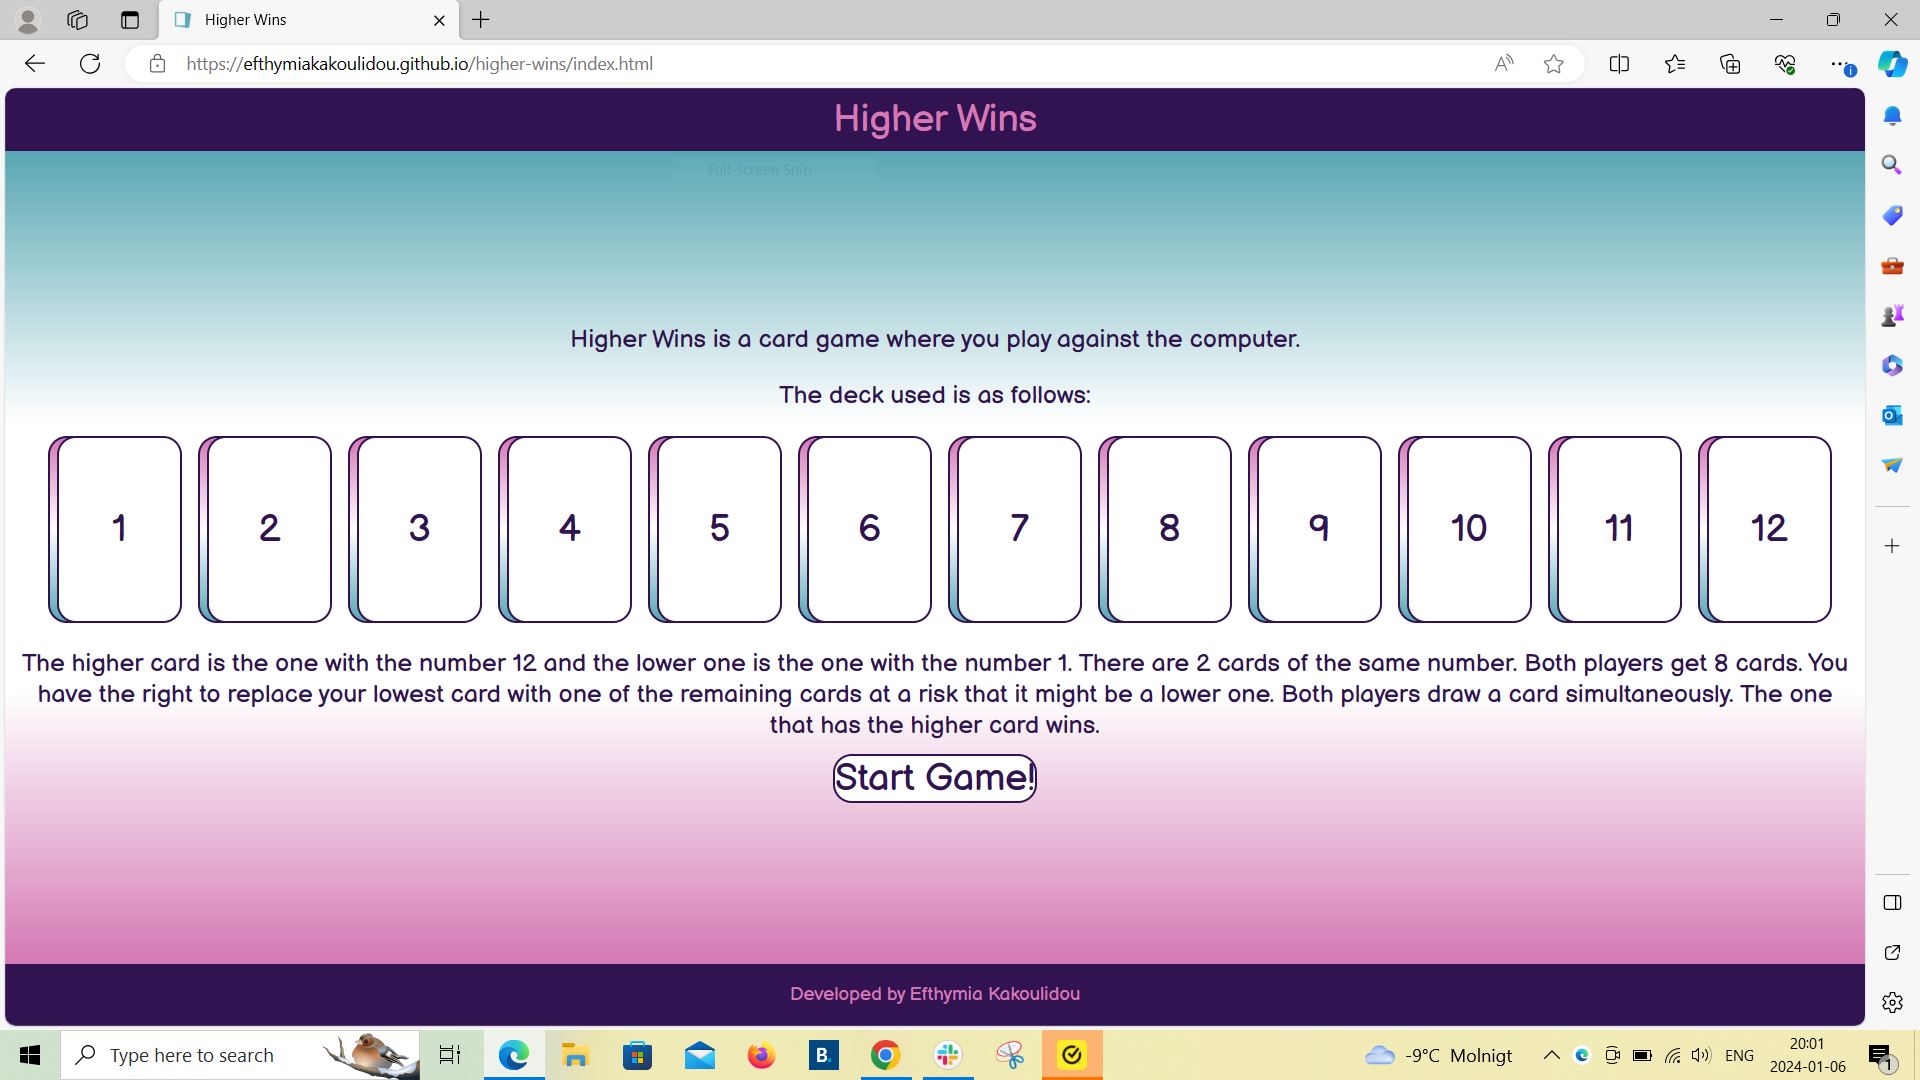 Higher Wins
https://efthymiakakoulidou.github.io/higher-wins/index.html
Higher Wins
Full-screen Snip
Higher Wins is a card game where you play against the computer.
The deck used is as follows:
1 2 3 4 5 6 7 8 9 10 11 12
The higher card is the one with the number 12 and the lower one is the one with the number 1. There are 2 cards of the same number. Both players get 8 cards. You
have the right to replace your lowest card with one of the remaining cards at a risk that it might be a lower one. Both players draw a card simultaneously. The one
that has the higher card wins.
Start Game!
Developed by Efthymia Kakoulidou
Type here to search
B.
-9°C Molnigt
ENG
20:01
2024-01-06
1